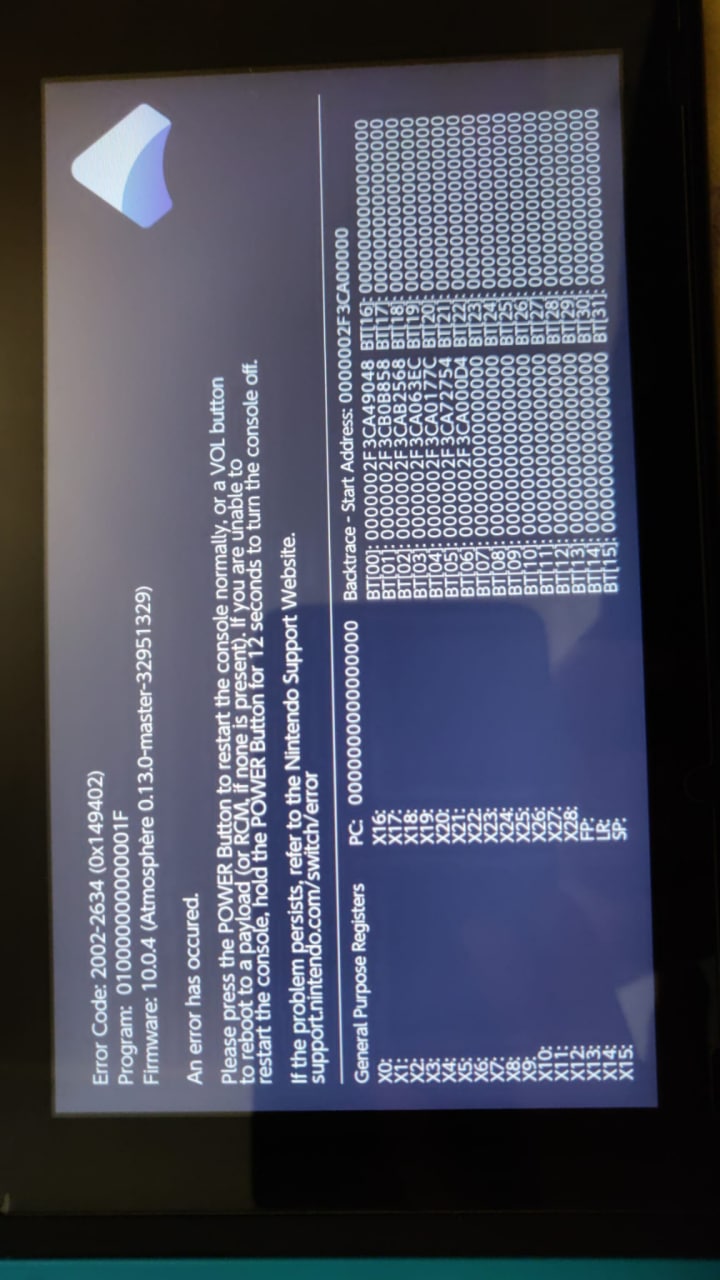 Error Code: 2002-2634 (0x149402)
Program: 010000000000001F
Firmware: 10.0.4 (Atmosphère 0.13.0-master-32951329)
An error has occured.
Please press the POWER Button to restart the console normally, or a VOL button
to reboot to a payload (or RCM, if none is present). If you are unable to
restart the console, hold the POWER Button for 12 seconds to turn the console off.
If the problem persists, refer to the Nintendo Support Website.
support.nintendo.com/switch/error
General Purpose Registers PC: 0000000000000000 Backtrace - Start Address: 0000002F3CA00000
X0: X16: BT[00]: 0000002F3CA49048 BT[16]: 0000000000000000
X1: X17: BT[01]: 0000002F3CB0B858 BT[17]: 0000000000000000
X2: X18: BT[02]: 0000002F3CAB2568 BT[18]: 0000000000000000
X3: X19: BT[03]: 0000002F3CA063EC BT[19]: 0000000000000000
X4: X20: BT[04]: 0000002F3CA0177C BT[20]: 0000000000000000
X5: X21: BT[05]: 0000002F3CA72754 BT[21]: 0000000000000000
X6: X22: BT[06]: 0000002F3CA000D4 BT[22]: 0000000000000000
X7: X23: BT[07]: 0000000000000000 BT[23]: 0000000000000000
X8: X24: BT[08]: 0000000000000000 BT[24]: 0000000000000000
X9: X25: BT[09]: 0000000000000000 BT[25]: 0000000000000000
X10: X26: BT[10]: 0000000000000000 BT[26]: 0000000000000000
X11: X27: BT[11]: 0000000000000000 BT[27]: 0000000000000000
X12: X28: BT[12]: 0000000000000000 BT[28]: 0000000000000000
X13: FP: BT[13]: 0000000000000000 BT[29]: 0000000000000000
X14: LR: BT[14]: 0000000000000000 BT[30]: 0000000000000000
X15: SP: BT[15]: 0000000000000000 BT[31]: 0000000000000000